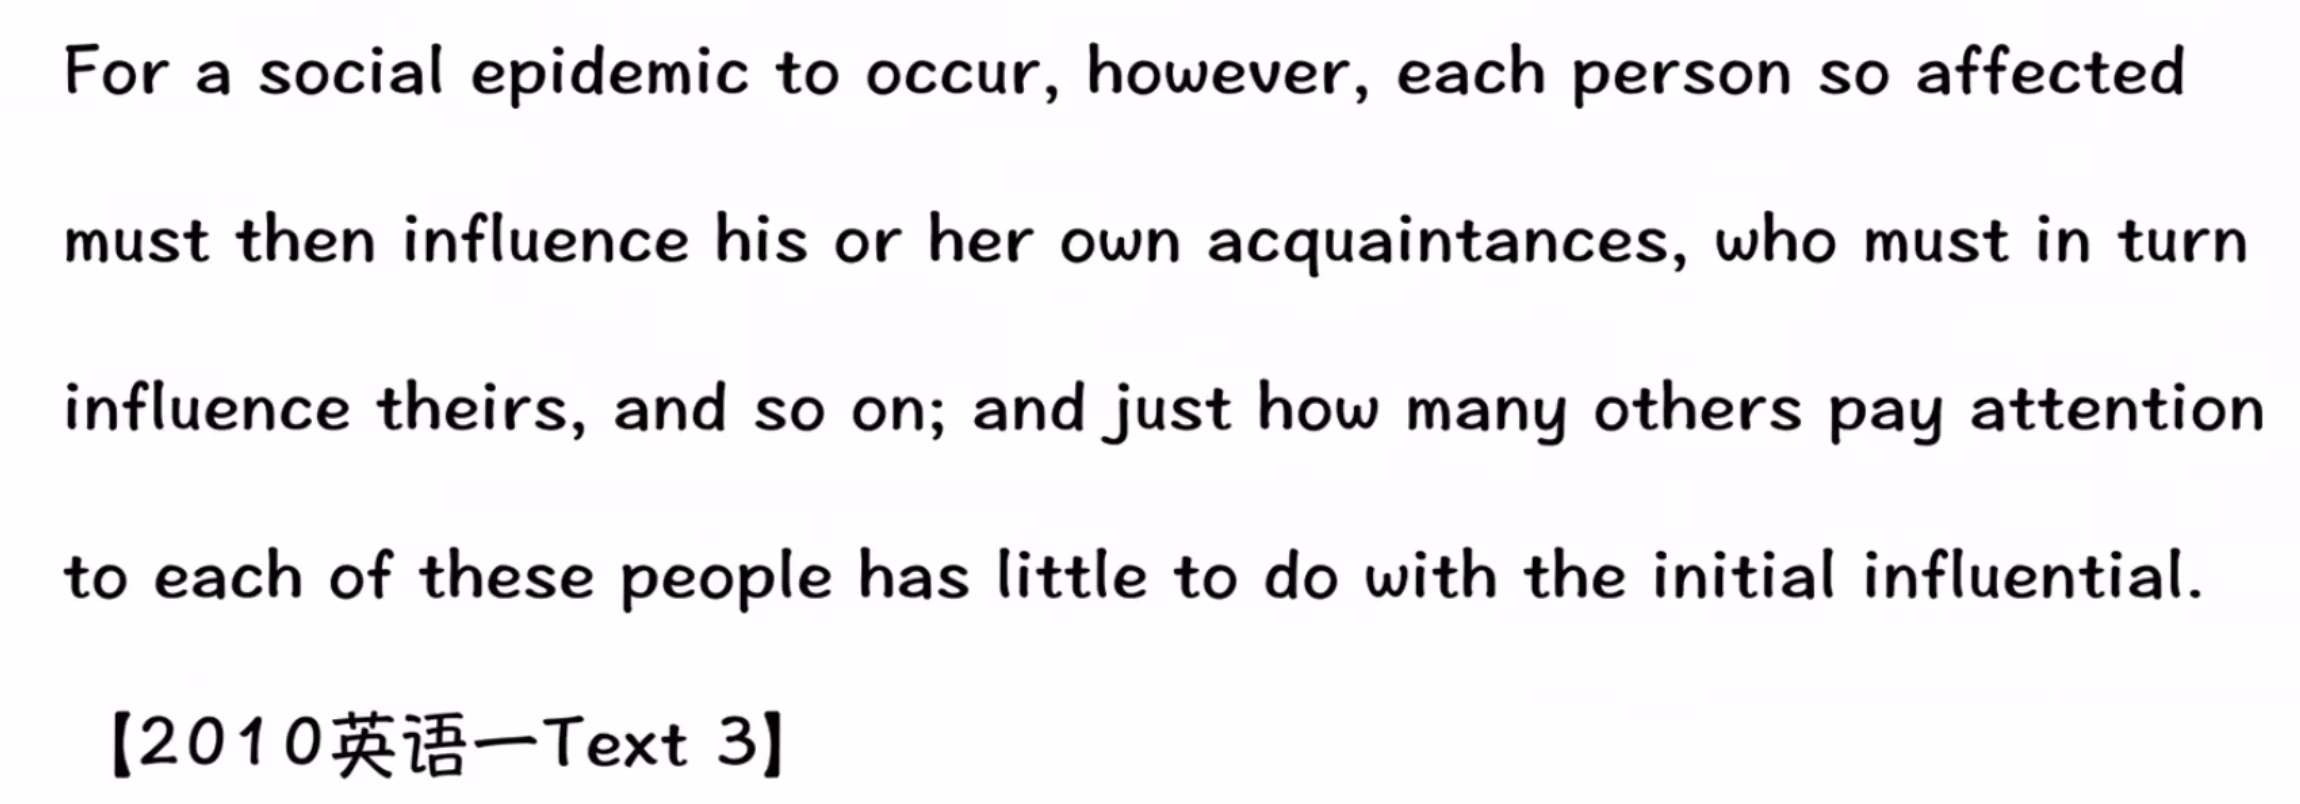 For a social epidemic to occur, however, each person so affected
must then influence his or her own acquaintances, who must in turn
influence theirs, and so on; and just how many others pay attention
to each of these people has little to do with the initial influential.
【2010英语一Text 3】